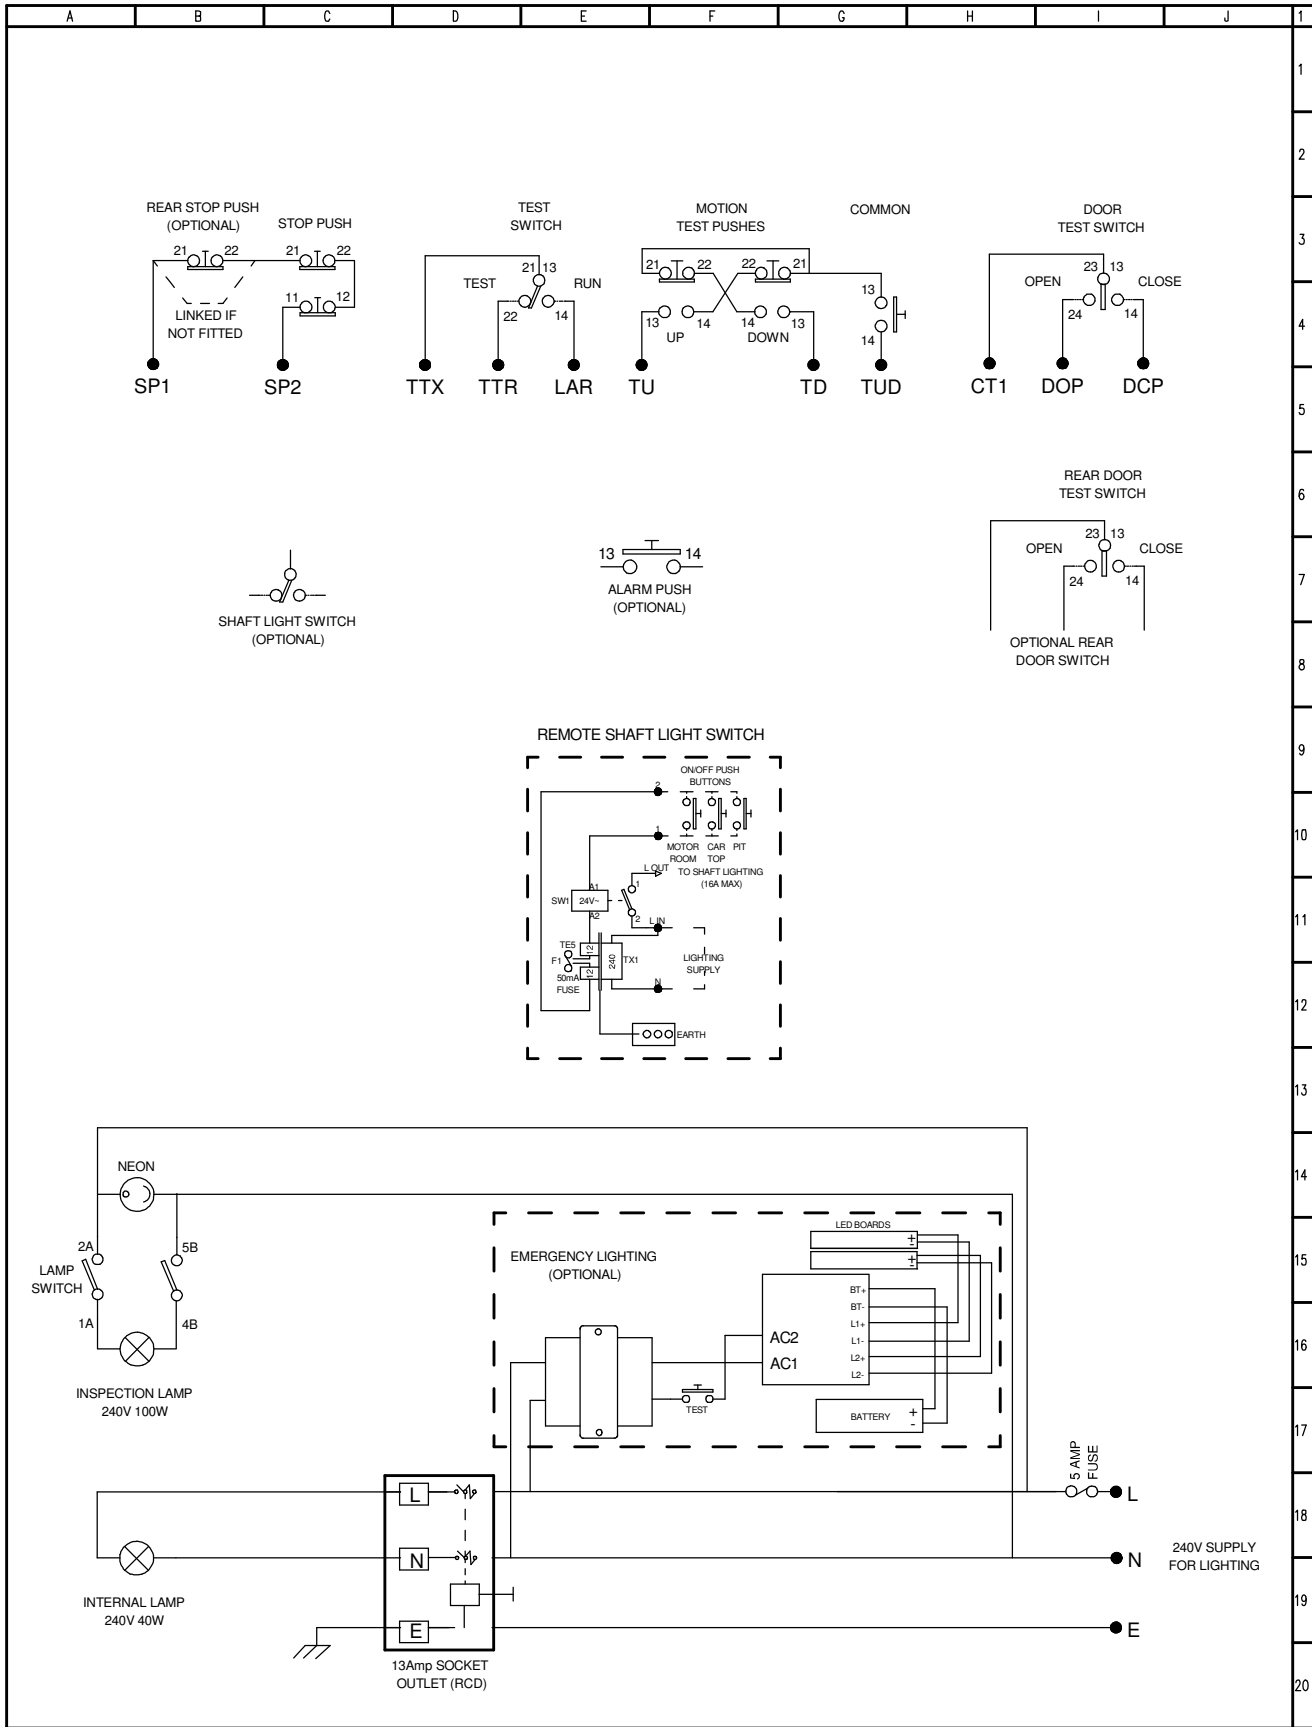 A B C D E F G H I J 1
1
2
REAR STOP PUSH
(OPTIONAL)
STOP PUSH
TEST
SWITCH
MOTION
TEST PUSHES
COMMON
DOOR
TEST SWITCH
3
21 22 21 22
11 12
LINKED IF
NOT FITTED
21 13
TEST RUN
22 14
21 22 22 21
13 14 14 13
UP DOWN
13
14
23 13
OPEN CLOSE
24 14
4
SP1 SP2 TTX TTR LAR TU TD TUD CT1 DOP DCP
5
REAR DOOR
TEST SWITCH
6
23 13
OPEN CLOSE
24 14
13 14
ALARM PUSH
(OPTIONAL)
7
SHAFT LIGHT SWITCH
(OPTIONAL)
OPTIONAL REAR
DOOR SWITCH
8
REMOTE SHAFT LIGHT SWITCH
9
ON/OFF PUSH
BUTTONS
2
1
10
MOTOR
ROOM
CAR
TOP
PIT
L OUT
TO SHAFT LIGHTING
(16A MAX)
A1
SW1 24V~
A2
1
2
11
L IN
TE5
F1
50mA
FUSE
12
12
240
TX1
LIGHTING
SUPPLY
N
12
EARTH
13
NEON
14
2A 5B
LAMP
SWITCH
1A 4B
15
EMERGENCY LIGHTING
(OPTIONAL)
LED BOARDS
+
-
+
-
BT+
BT-
L1+
L1-
L2+
L2-
AC2
AC1
16
INSPECTION LAMP
240V 100W
TEST
BATTERY
+
-
17
5 AMP
FUSE
L L
18
N N
240V SUPPLY
FOR LIGHTING
INTERNAL LAMP
240V 40W
19
E E
13Amp SOCKET
OUTLET (RCD)
20